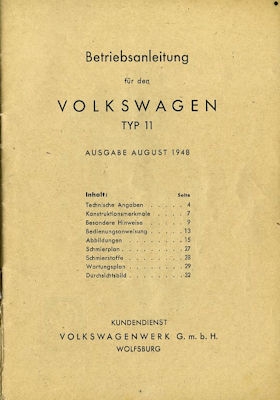 Betriebsanleitung
für den
VOLKSWAGEN
TYP 11
AUSGABE AUGUST 1948
Inhalt: Seite
Technische Angaben . . . . . 4
Konstruktionsmerkmale . . . . 7
Besondere Hinweise . . . . . 9
Bedienungsanweisung . . . . 13
Abbildungen . . . . . . . 15
Schmierplan . . . . . . . 27
Schmierstoffe . . . . . . . 28
Wartungsplan . . . . . . . 29
Durchsichtsbild . . . . . . 32
KUNDENDIENST
VOLKSWAGENWERK G. m. b. H.
WOLFSBURG